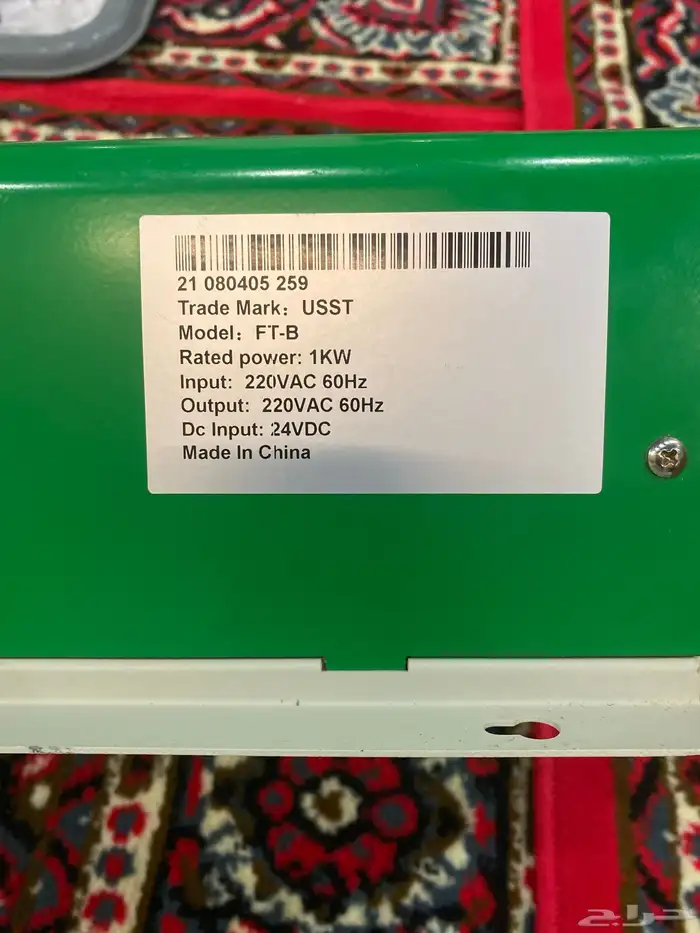 21 080405 259
Trade Mark: USST
Model: FT-B
Rated power: 1KW
Input: 220VAC 60Hz
Output: 220VAC 60Hz
Dc Input: 24VDC
Made In China
حراج